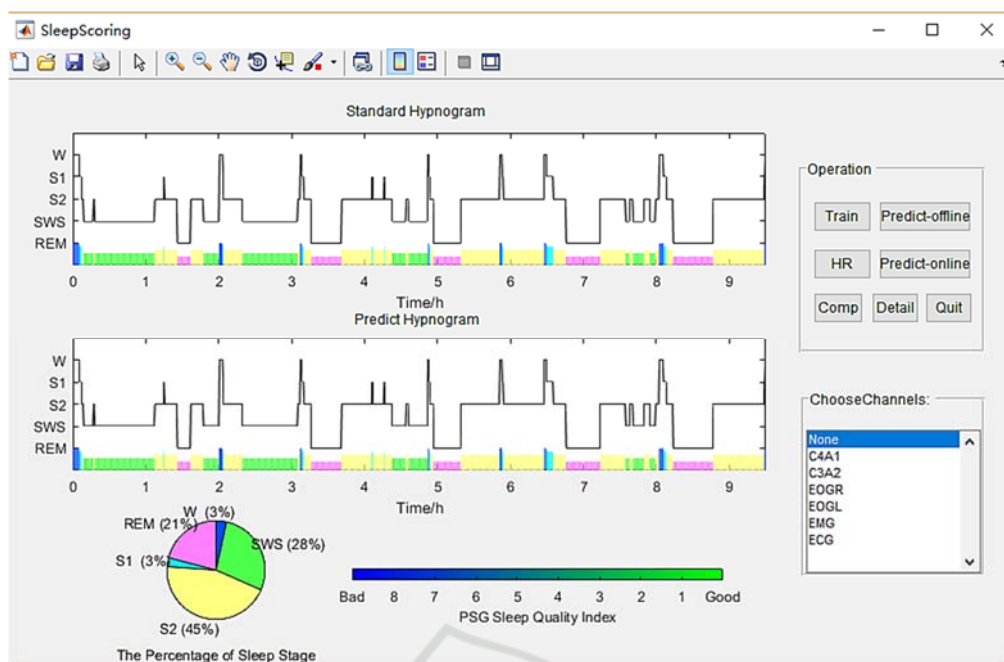 SleepScoring
Standard Hypnogram
W
S1
S2
SWS
REM
0 1 2 3 4 5 6 7 8 9
Time/h
Predict Hypnogram
W
S1
S2
SWS
REM
0 1 2 3 4 5 6 7 8 9
Time/h
W (3%)
REM (21%)
SWS (28%)
S1 (3%)
S2 (45%)
The Percentage of Sleep Stage
Bad 8 7 6 5 4 3 2 1 Good
PSG Sleep Quality Index
Operation
Train Predict-offline
HR Predict-online
Comp Detail Quit
ChooseChannels:
None
C4A1
C3A2
EOGR
EOGL
EMG
ECG